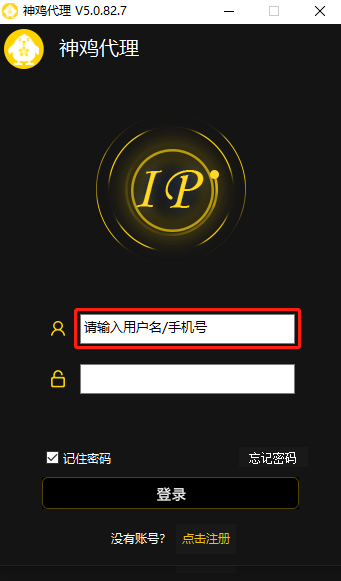 神鸡代理 V5.0.82.7
神鸡代理
IP
请输入用户名/手机号
记住密码 忘记密码
登录
没有账号? 点击注册